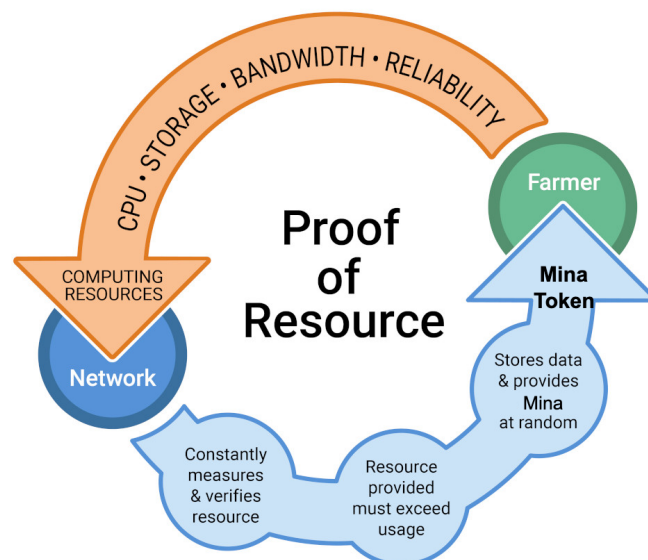 CPU • STORAGE • BANDWIDTH • RELIABILITY
Farmer
Proof
of
Resource
COMPUTING
RESOURCES
Network
Mina
Token
Stores data
& provides
Mina
at random
Resource
provided
must exceed
usage
Constantly
measures
& verifies
resource